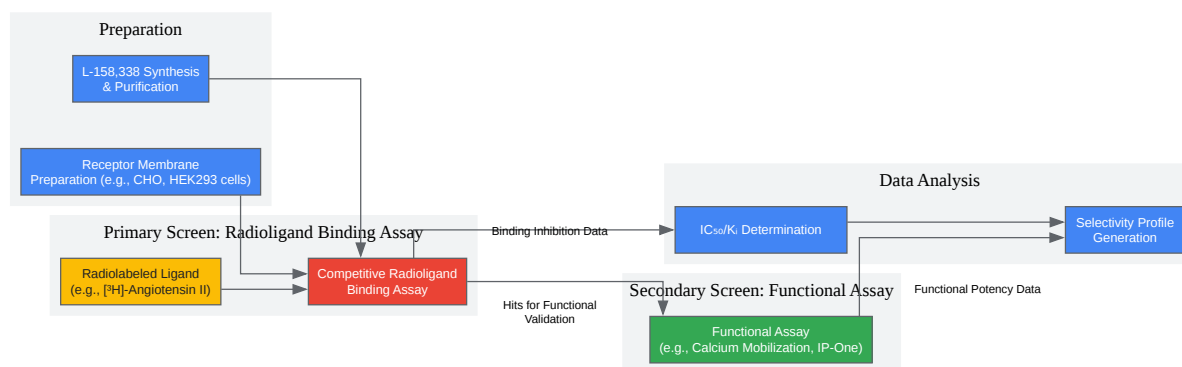 Preparation
L-158,338 Synthesis
& Purification
Receptor Membrane
Preparation (e.g., CHO, HEK293 cells)
Primary Screen: Radioligand Binding Assay
Radiolabeled Ligand
(e.g., [³H]-Angiotensin II)
Competitive Radioligand
Binding Assay
Binding Inhibition Data
Hits for Functional
Validation
Data Analysis
IC₅₀/Kᵢ Determination
Selectivity Profile
Generation
Secondary Screen: Functional Assay
Functional Assay
(e.g., Calcium Mobilization, IP-One)
Functional Potency Data